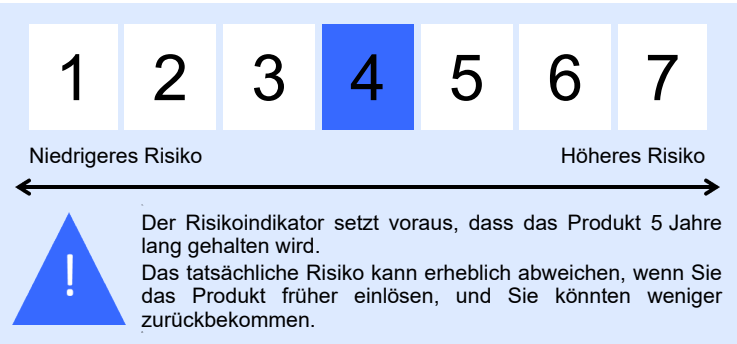 1 2 3 4 5 6 7
Niedrigeres Risiko Höheres Risiko
!
Der Risikoindikator setzt voraus, dass das Produkt 5 Jahre
lang gehalten wird.
Das tatsächliche Risiko kann erheblich abweichen, wenn Sie
das Produkt früher einlösen, und Sie könnten weniger
zurückbekommen.